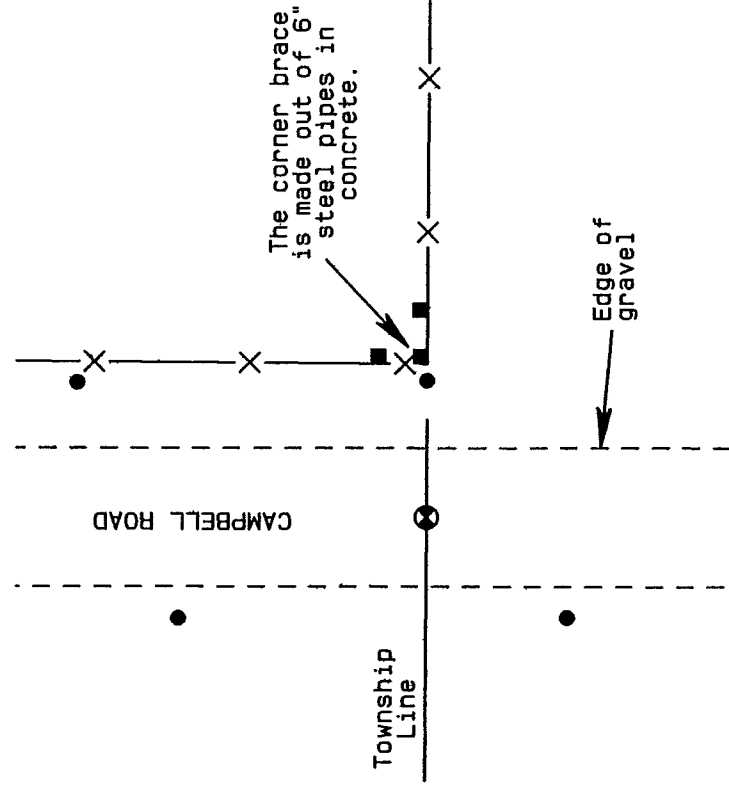 The corner brace
is made out of 6"
steel pipes in
concrete.
Edge of
gravel
CAMPBELL ROAD
Township
Line